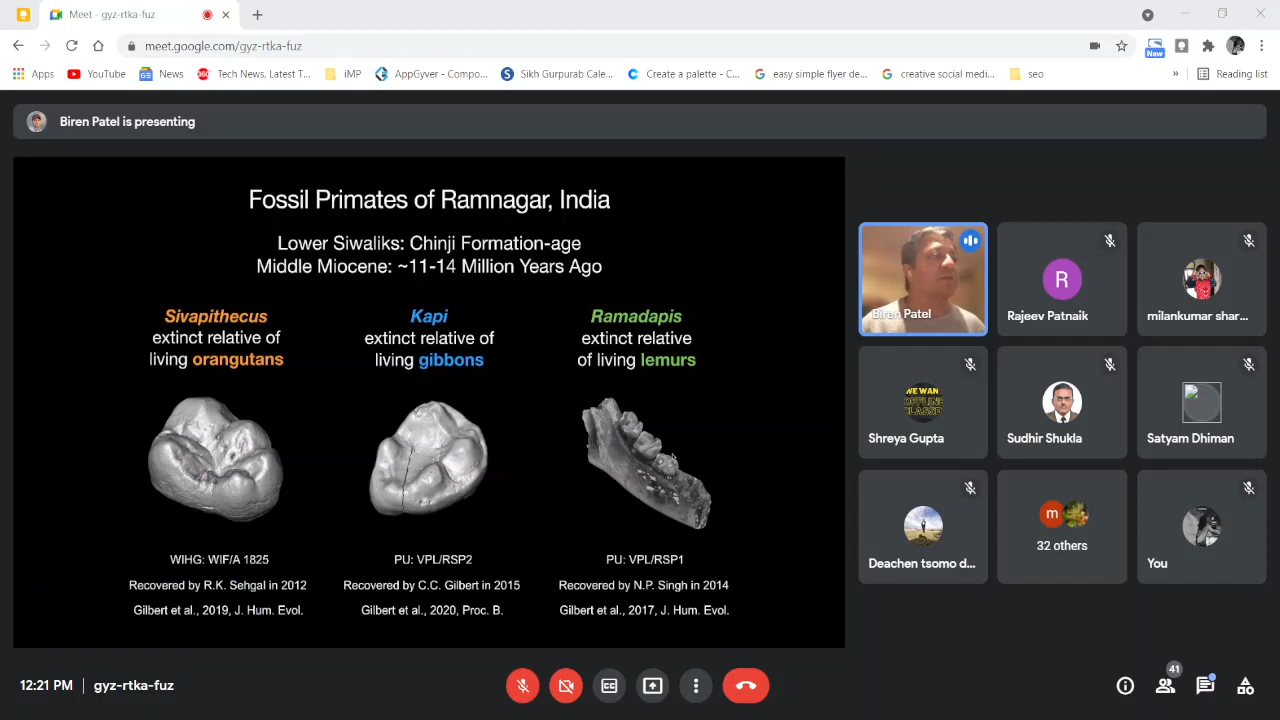 Meet - gyz-rtka-fuz
meet.google.com/gyz-rtka-fuz
New
Apps
YouTube
News
Tech News, Latest T...
iMP
AppGyver - Compo...
Sikh Gurpurab Cale...
Create a palette - C...
easy simple flyer de...
creative social medi...
seo
»
Reading list
Biren Patel is presenting
Fossil Primates of Ramnagar, India
Lower Siwaliks: Chinji Formation-age
Middle Miocene: ~11-14 Million Years Ago
Sivapithecus
extinct relative of
living orangutans
Kapi
extinct relative of
living gibbons
Ramadapis
extinct relative
of living lemurs
WIHG: WIF/A 1825
Recovered by R.K. Sehgal in 2012
Gilbert et al., 2019, J. Hum. Evol.
PU: VPL/RSP2
Recovered by C.C. Gilbert in 2015
Gilbert et al., 2020, Proc. B.
PU: VPL/RSP1
Recovered by N.P. Singh in 2014
Gilbert et al., 2017, J. Hum. Evol.
Biren Patel
R
Rajeev Patnaik
milankumar shar...
WE WAN
OFFLINE
Shreya Gupta
Sudhir Shukla
Satyam Dhiman
Deachen tsomo d...
m
32 others
You
12:21 PM
gyz-rtka-fuz
CC
41